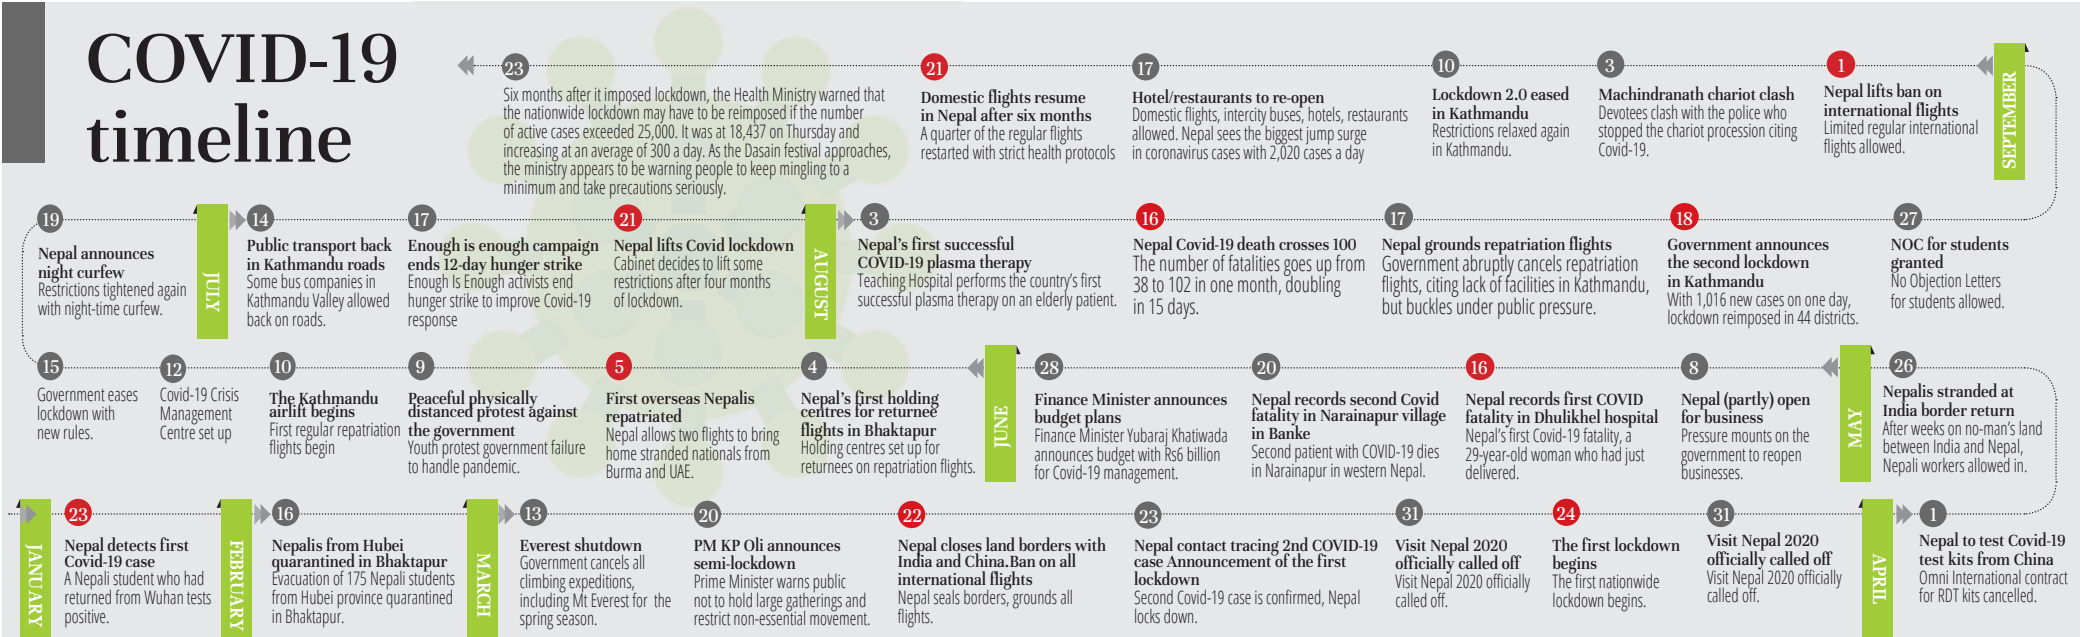 COVID-19
timeline
23
Six months after it imposed lockdown, the Health Ministry warned that
the nationwide lockdown may have to be reimposed if the number
of active cases exceeded 25,000. It was at 18,437 on Thursday and
increasing at an average of 300 a day. As the Dasain festival approaches,
the ministry appears to be warning people to keep mingling to a
minimum and take precautions seriously.
21
Domestic flights resume
in Nepal after six months
A quarter of the regular flights
restarted with strict health protocols
17
Hotel/restaurants to re-open
Domestic flights, intercity buses, hotels, restaurants
allowed. Nepal sees the biggest jump surge
in coronavirus cases with 2,020 cases a day
10
Lockdown 2.0 eased
in Kathmandu
Restrictions relaxed again
in Kathmandu.
3
Machindranath chariot clash
Devotees clash with the police who
stopped the chariot procession citing
Covid-19.
1
Nepal lifts ban on
international flights
Limited regular international
flights allowed.
SEPTEMBER
19
Nepal announces
night curfew
Restrictions tightened again
with night-time curfew.
JULY
14
Public transport back
in Kathmandu roads
Some bus companies in
Kathmandu Valley allowed
back on roads.
17
Enough is enough campaign
ends 12-day hunger strike
Enough Is Enough activists end
hunger strike to improve Covid-19
response
21
Nepal lifts Covid lockdown
Cabinet decides to lift some
restrictions after four months
of lockdown.
AUGUST
3
Nepal's first successful
COVID-19 plasma therapy
Teaching Hospital performs the country's first
successful plasma therapy on an elderly patient.
16
Nepal Covid-19 death crosses 100
The number of fatalities goes up from
38 to 102 in one month, doubling
in 15 days.
17
Nepal grounds repatriation flights
Government abruptly cancels repatriation
flights, citing lack of facilities in Kathmandu,
but buckles under public pressure.
18
Government announces
the second lockdown
in Kathmandu
With 1,016 new cases on one day,
lockdown reimposed in 44 districts.
27
NOC for students
granted
No Objection Letters
for students allowed.
15
Government eases
lockdown with
new rules.
12
Covid-19 Crisis
Management
Centre set up
10
The Kathmandu
airlift begins
First regular repatriation
flights begin
9
Peaceful physically
distanced protest against
the government
Youth protest government failure
to handle pandemic.
5
First overseas Nepalis
repatriated
Nepal allows two flights to bring
home stranded nationals from
Burma and UAE.
4
Nepal's first holding
centres for returnee
flights in Bhaktapur
Holding centres set up for
returnees on repatriation flights.
JUNE
28
Finance Minister announces
budget plans
Finance Minister Yubaraj Khatiwada
announces budget with Rs6 billion
for Covid-19 management.
20
Nepal records second Covid
fatality in Narainapur village
in Banke
Second patient with COVID-19 dies
in Narainapur in western Nepal.
16
Nepal records first COVID
fatality in Dhulikhel hospital
Nepal's first Covid-19 fatality, a
29-year-old woman who had just
delivered.
8
Nepal (partly) open
for business
Pressure mounts on the
government to reopen
businesses.
MAY
26
Nepalis stranded at
India border return
After weeks on no-man's land
between India and Nepal,
Nepali workers allowed in.
JANUARY
23
Nepal detects first
Covid-19 case
A Nepali student who had
returned from Wuhan tests
positive.
FEBRUARY
16
Nepalis from Hubei
quarantined in Bhaktapur
Evacuation of 175 Nepali students
from Hubei province quarantined
in Bhaktapur.
MARCH
13
Everest shutdown
Government cancels all
climbing expeditions,
including Mt Everest for the
spring season.
20
PM KP Oli announces
semi-lockdown
Prime Minister warns public
not to hold large gatherings and
restrict non-essential movement.
22
Nepal closes land borders with
India and China.Ban on all
international flights
Nepal seals borders, grounds all
flights.
23
Nepal contact tracing 2nd COVID-19
case Announcement of the first
lockdown
Second Covid-19 case is confirmed, Nepal
locks down.
31
Visit Nepal 2020
officially called off
Visit Nepal 2020 officially
called off.
24
The first lockdown
begins
The first nationwide
lockdown begins.
31
Visit Nepal 2020
officially called off
Visit Nepal 2020 officially
called off.
APRIL
1
Nepal to test Covid-19
test kits from China
Omni International contract
for RDT kits cancelled.